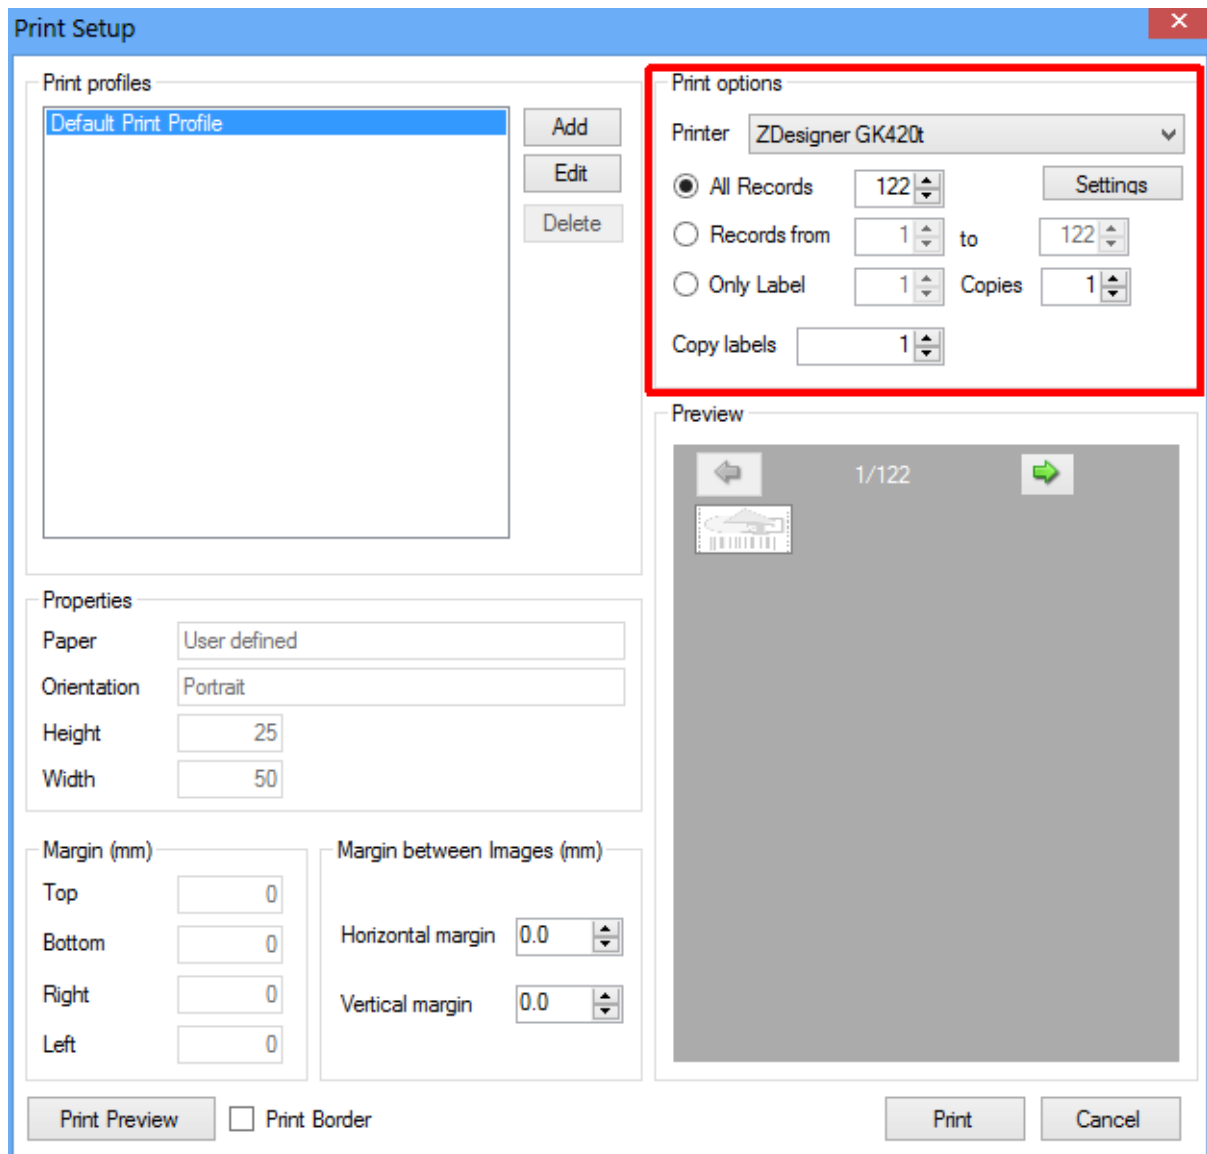 Print Setup
Print profiles
Default Print Profile
Add
Edit
Delete
Print options
Printer ZDesigner GK420t
All Records 122 Settings
Records from 1 to 122
Only Label 1 Copies 1
Copy labels 1
Preview
1/122
Properties
Paper User defined
Orientation Portrait
Height 25
Width 50
Margin (mm)
Top 0
Bottom 0
Right 0
Left 0
Margin between Images (mm)
Horizontal margin 0.0
Vertical margin 0.0
Print Preview Print Border Print Cancel